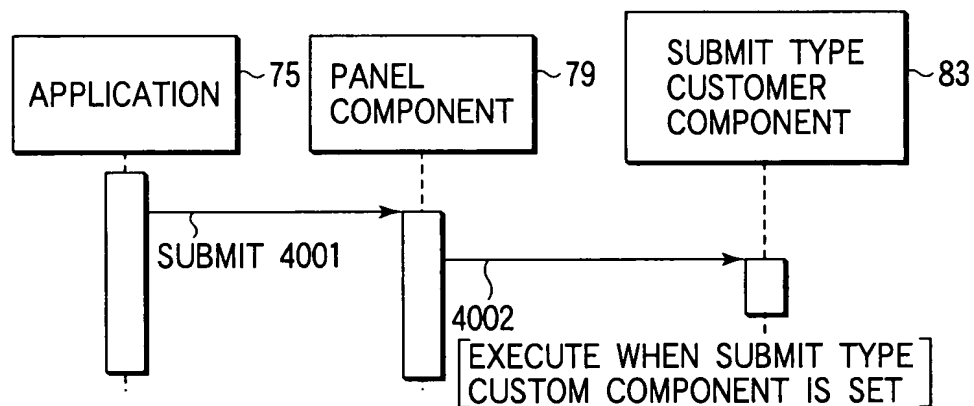 APPLICATION
75
PANEL
COMPONENT
79
SUBMIT TYPE
CUSTOMER
COMPONENT
83
SUBMIT 4001
4002
[EXECUTE WHEN SUBMIT TYPE
CUSTOM COMPONENT IS SET]